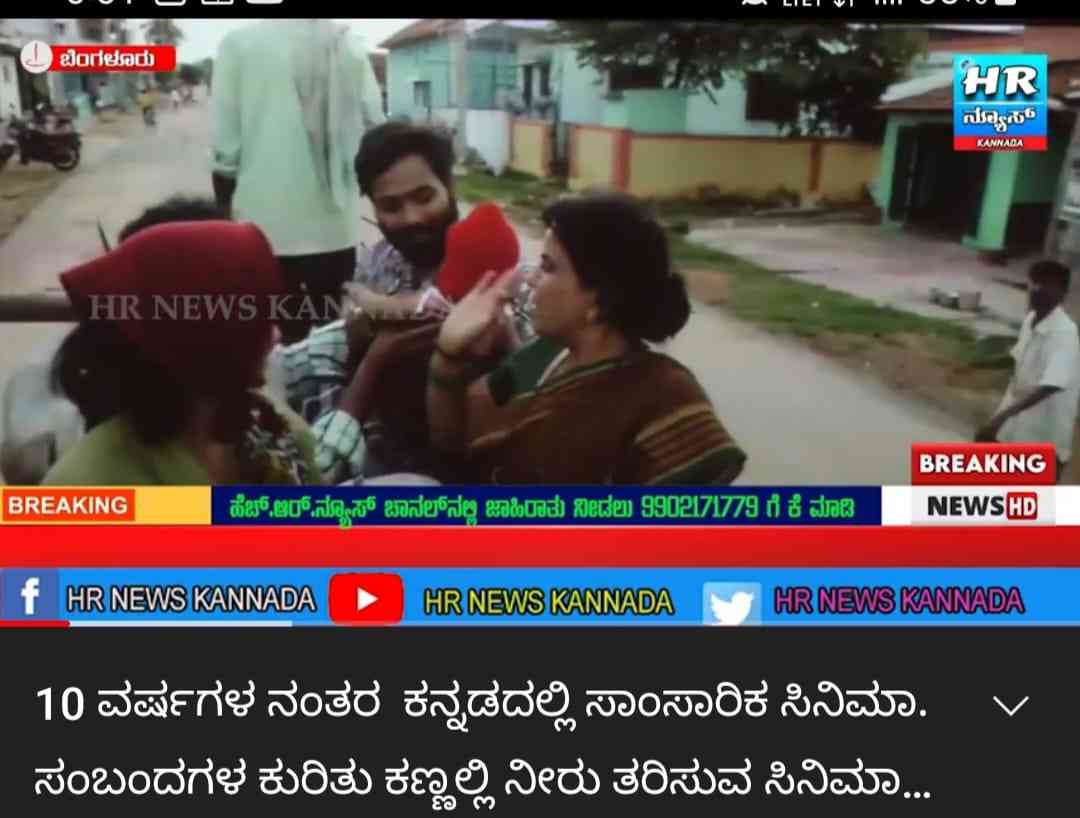 ಬೆಂಗಳೂರು
HR
ನ್ಯೂಸ್
KANNADA
HR NEWS KANNADA
BREAKING
NEWS HD
BREAKING
ಹೆಚ್.ಆರ್.ನ್ಯೂಸ್ ಚಾನಲ್‌ನಲ್ಲಿ ಜಾಹಿರಾತು ನೀಡಲು 9902171779 ಗೆ ಕೆ ಮಾಡಿ
f HR NEWS KANNADA HR NEWS KANNADA HR NEWS KANNADA
10 ವರ್ಷಗಳ ನಂತರ ಕನ್ನಡದಲ್ಲಿ ಸಾಂಸಾರಿಕ ಸಿನಿಮಾ.
ಸಂಬಂದಗಳ ಕುರಿತು ಕಣ್ಣಲ್ಲಿ ನೀರು ತರಿಸುವ ಸಿನಿಮಾ...